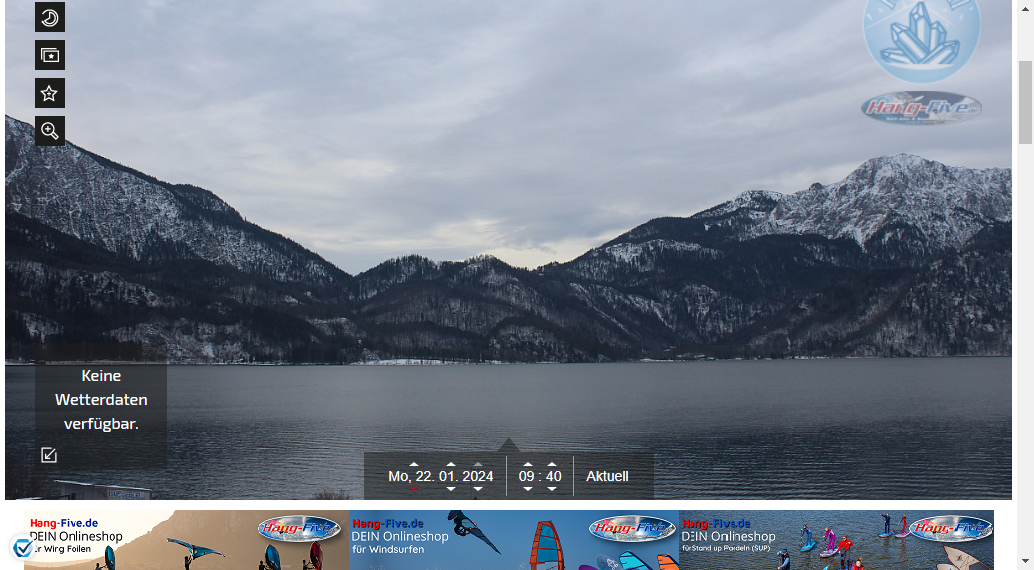 Hang-Five.de
Keine
Wetterdaten
verfügbar.
Mo, 22. 01. 2024
09 : 40
Aktuell
Hang-Five.de
DEIN Onlineshop
für Wing Foilen
Hang-Five
Hang-Five.de
DEIN Onlineshop
für Windsurfen
Hang-Five
Hang-Five.de
DEIN Onlineshop
für Stand up Paddeln (SUP)
Hang-Five